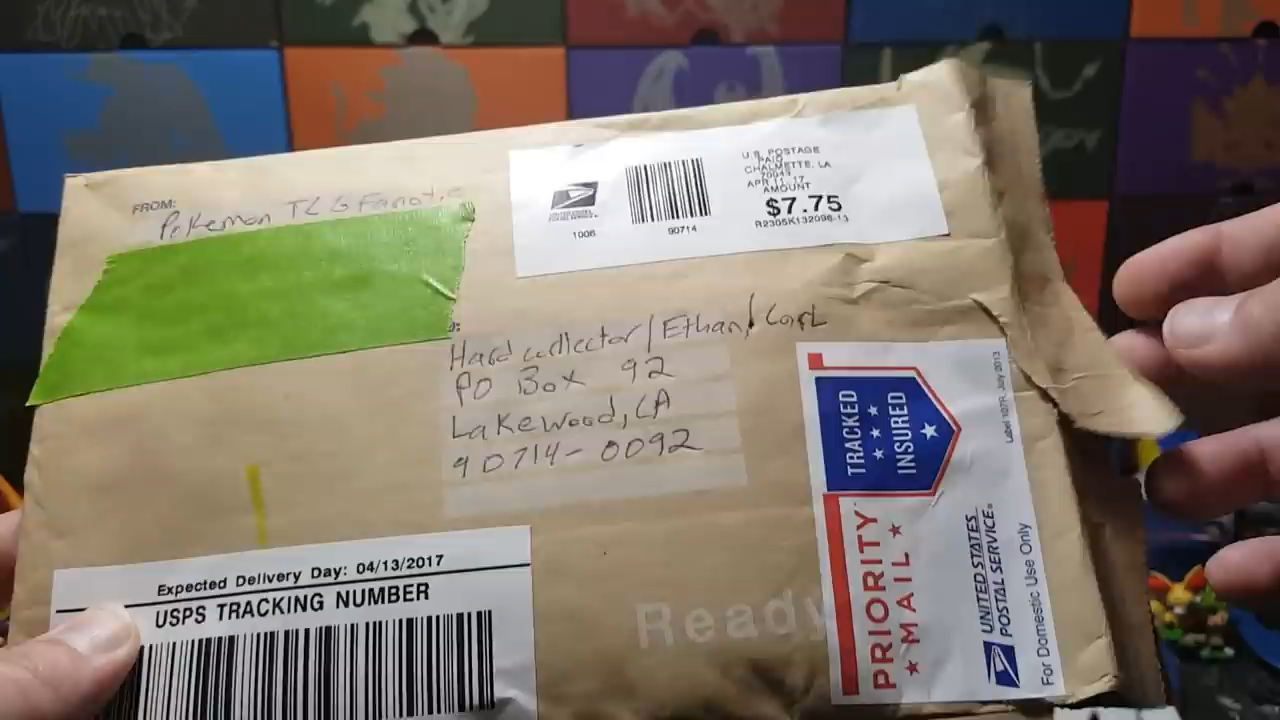 FROM:
Pokemon TCG Fanatic
U.S. POSTAGE
PAID
CHALMETTE, LA
70043
APR 11, 17
AMOUNT
$7.75
R2305K132096-13
1006
90714
Hardcollector/Ethan/Carl
PO Box 92
Lakewood, CA
90714-0092
TRACKED
INSURED
PRIORITY
MAIL
UNITED STATES
POSTAL SERVICE®
For Domestic Use Only
Label 107R, July 2013
Expected Delivery Day: 04/13/2017
USPS TRACKING NUMBER
Ready